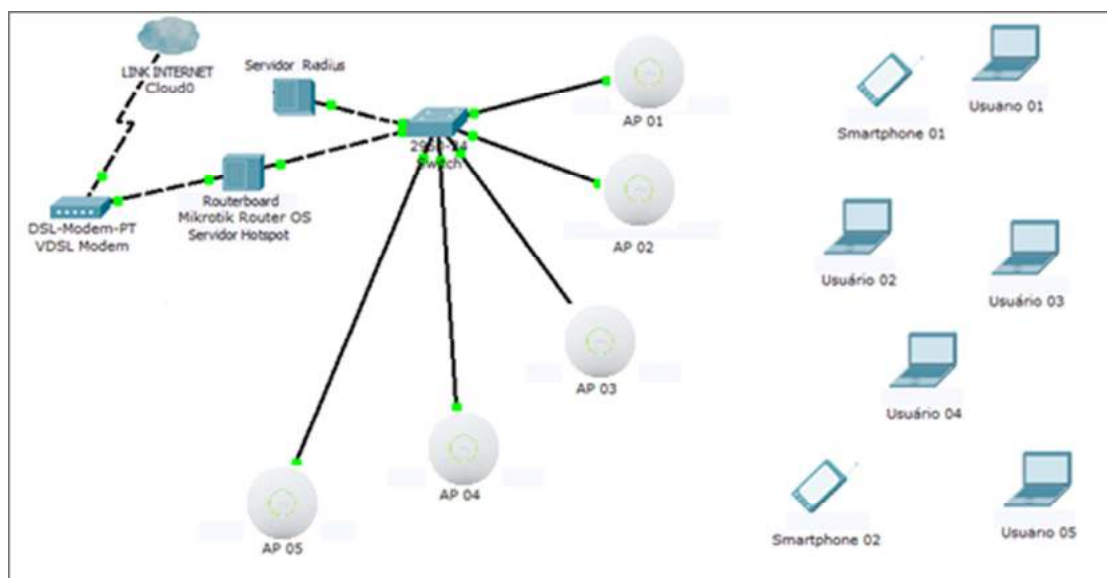 LINK INTERNET
Cloud0
Servidor Radius
AP 01
Smartphone 01
Usuano 01
Switch
Routerboard
Mikrotik Router OS
Servidor Hotspot
DSL-Modem-PT
VDSL Modem
AP 02
Usuário 02
Usuário 03
AP 03
Usuário 04
AP 04
AP 05
Smartphone 02
Usuano 05